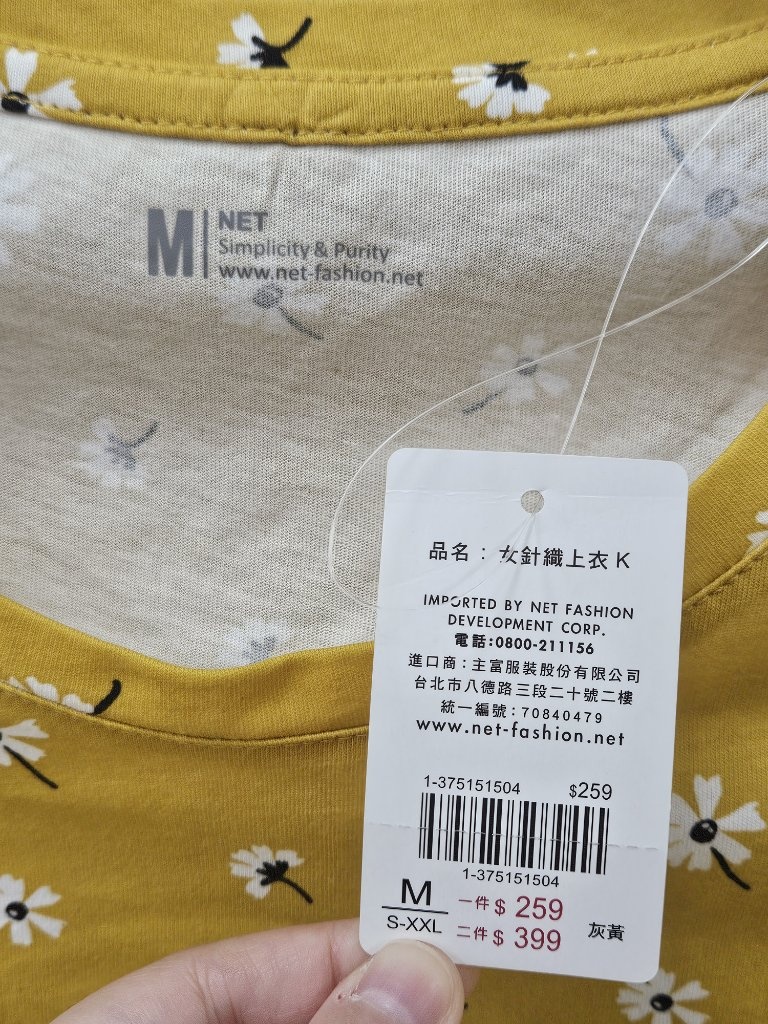 M NET
Simplicity & Purity
www.net-fashion.net
品名：女針織上衣K
IMPORTED BY NET FASHION
DEVELOPMENT CORP.
電話:0800-211156
進口商：主富服裝股份有限公司
台北市八德路三段二十號二樓
統一編號：70840479
www.net-fashion.net
1-375151504 $259
1-375151504
M 一件$ 259
S-XXL 二件$ 399 灰黃